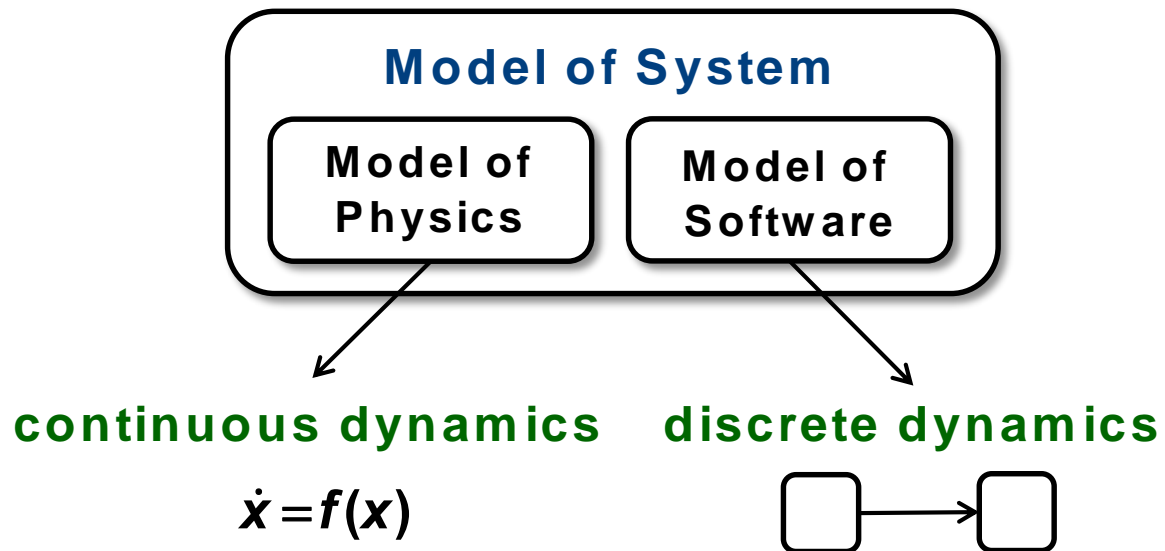 Model of System
Model of
Physics
Model of
Software
continuous dynamics
discrete dynamics
ẋ = f(x)